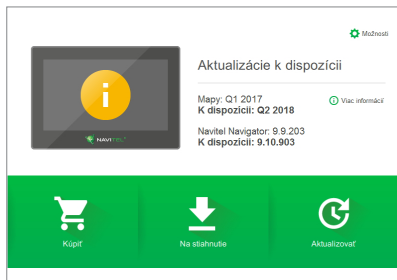 Možnosti
Aktualizácie k dispozícii
Mapy: Q1 2017
K dispozícii: Q2 2018
Viac informácií
Navitel Navigator: 9.9.203
K dispozícii: 9.10.903
NAVITEL
Kúpiť
Na stiahnutie
Aktualizovať